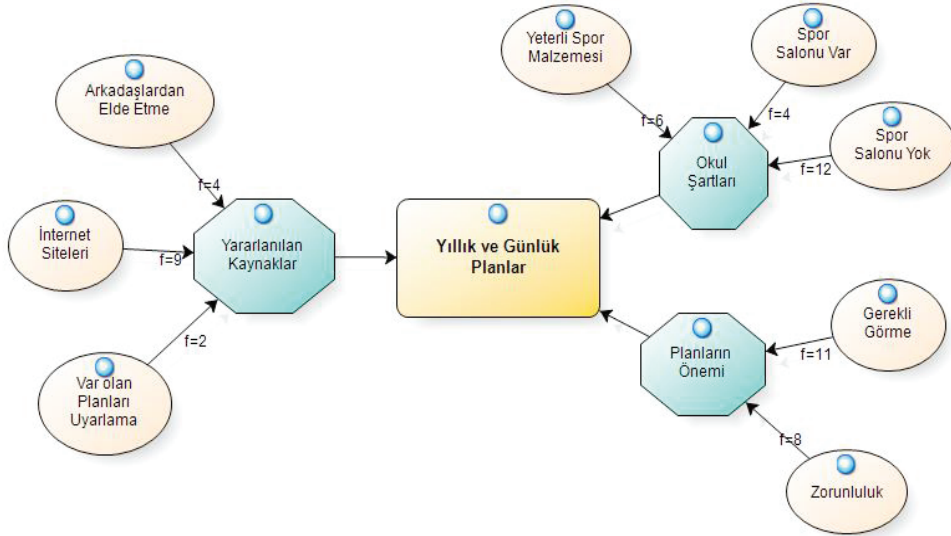 Arkadaşlardan
Elde Etme
f=4
İnternet
Siteleri
f=9
Var olan
Planları
Uyarlama
f=2
Yararlanılan
Kaynaklar
Yıllık ve Günlük
Planlar
Yeterli Spor
Malzemesi
f=6
Spor
Salonu Var
f=4
Spor
Salonu Yok
f=12
Okul
Şartları
Gerekli
Görme
f=11
Planların
Önemi
f=8
Zorunluluk